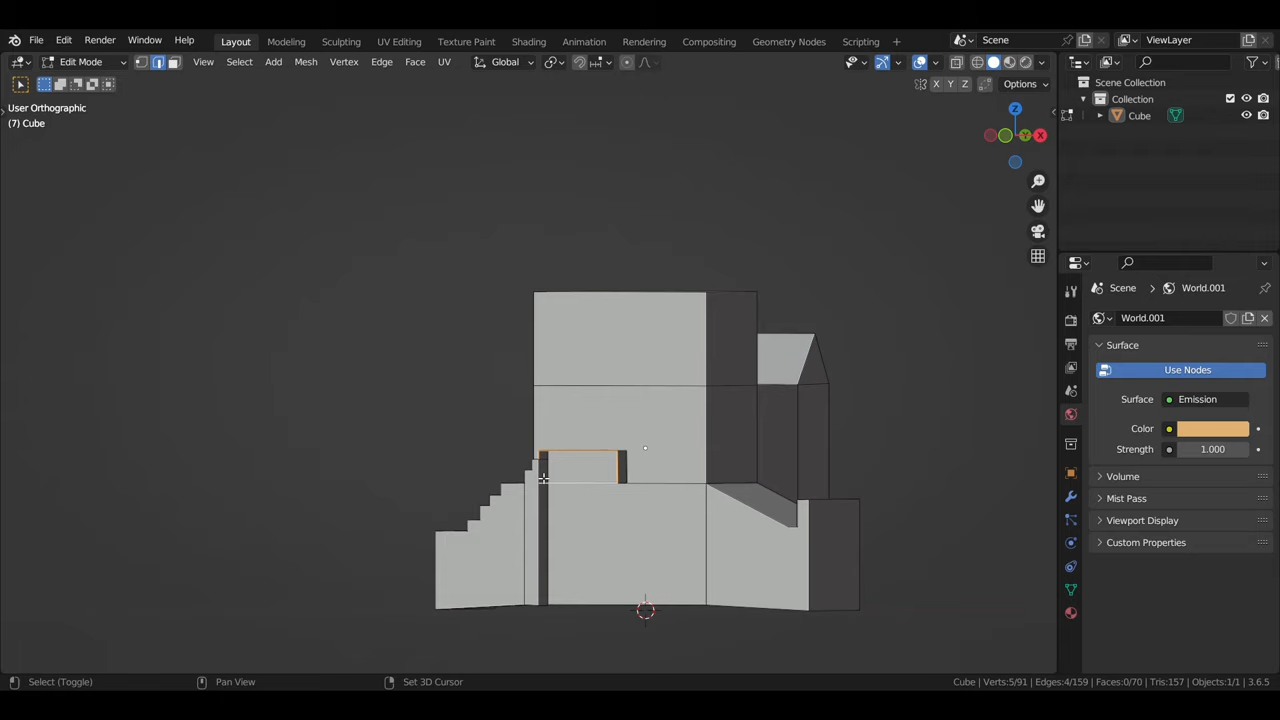 File Edit Render Window Help Layout Modeling Sculpting UV Editing Texture Paint Shading Animation Rendering Compositing Geometry Nodes Scripting + Scene ViewLayer
Edit Mode View Select Add Mesh Vertex Edge Face UV Global
X Y Z Options
User Orthographic
(7) Cube
Z
Y X
Scene Collection
Collection
Cube
Scene > World.001
World.001
Surface
Use Nodes
Surface Emission
Color
Strength 1.000
Volume
Mist Pass
Viewport Display
Custom Properties
Select (Toggle) Pan View Set 3D Cursor Cube | Verts:5/91 | Edges:4/159 | Faces:0/70 | Tris:157 | Objects:1/1 | 3.6.5